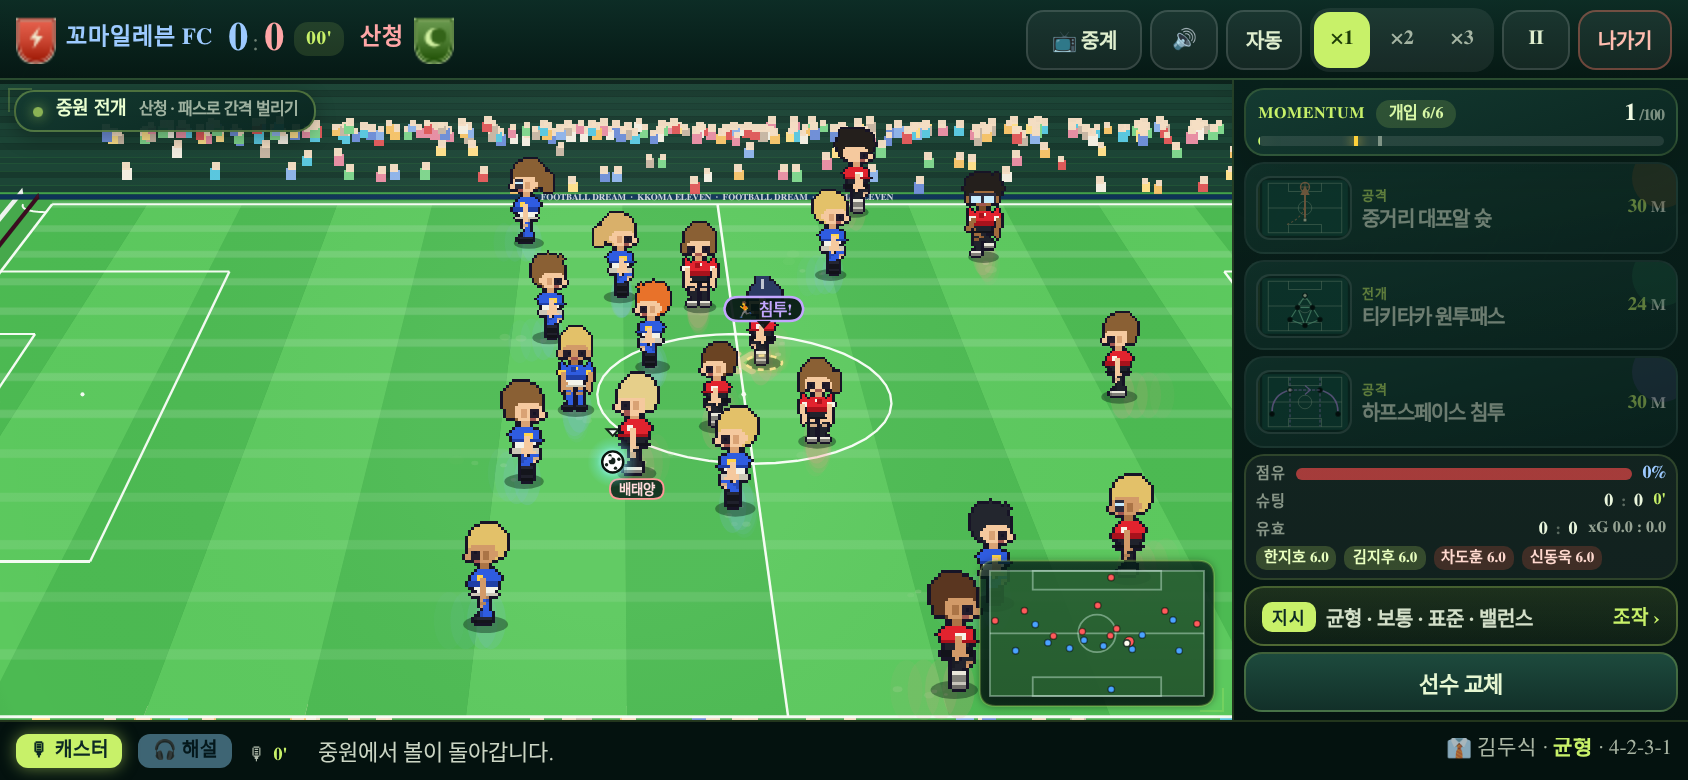 꼬마일레븐 FC 0 : 0 00' 산청
📺 중계 🔊 자동 ×1 ×2 ×3 II 나가기
중원 전개 산청 · 패스로 간격 벌리기
FOOTBALL DREAM · KKOMA ELEVEN · FOOTBALL DREAM
EVEN
🏃 침투!
배태양
MOMENTUM 개입 6/6 1/100
공격
중거리 대포알 슛 30 M
전개
티키타카 원투패스 24 M
공격
하프스페이스 침투 30 M
점유 0%
슈팅 0 : 0 0'
유효 0 : 0 xG 0.0 : 0.0
한지호 6.0 김지후 6.0 차도훈 6.0 신동욱 6.0
지시 균형 · 보통 · 표준 · 밸런스 조작 ›
선수 교체
🎙 캐스터 🎧 해설 🎙 0' 중원에서 볼이 돌아갑니다.
👔 김두식 · 균형 · 4-2-3-1